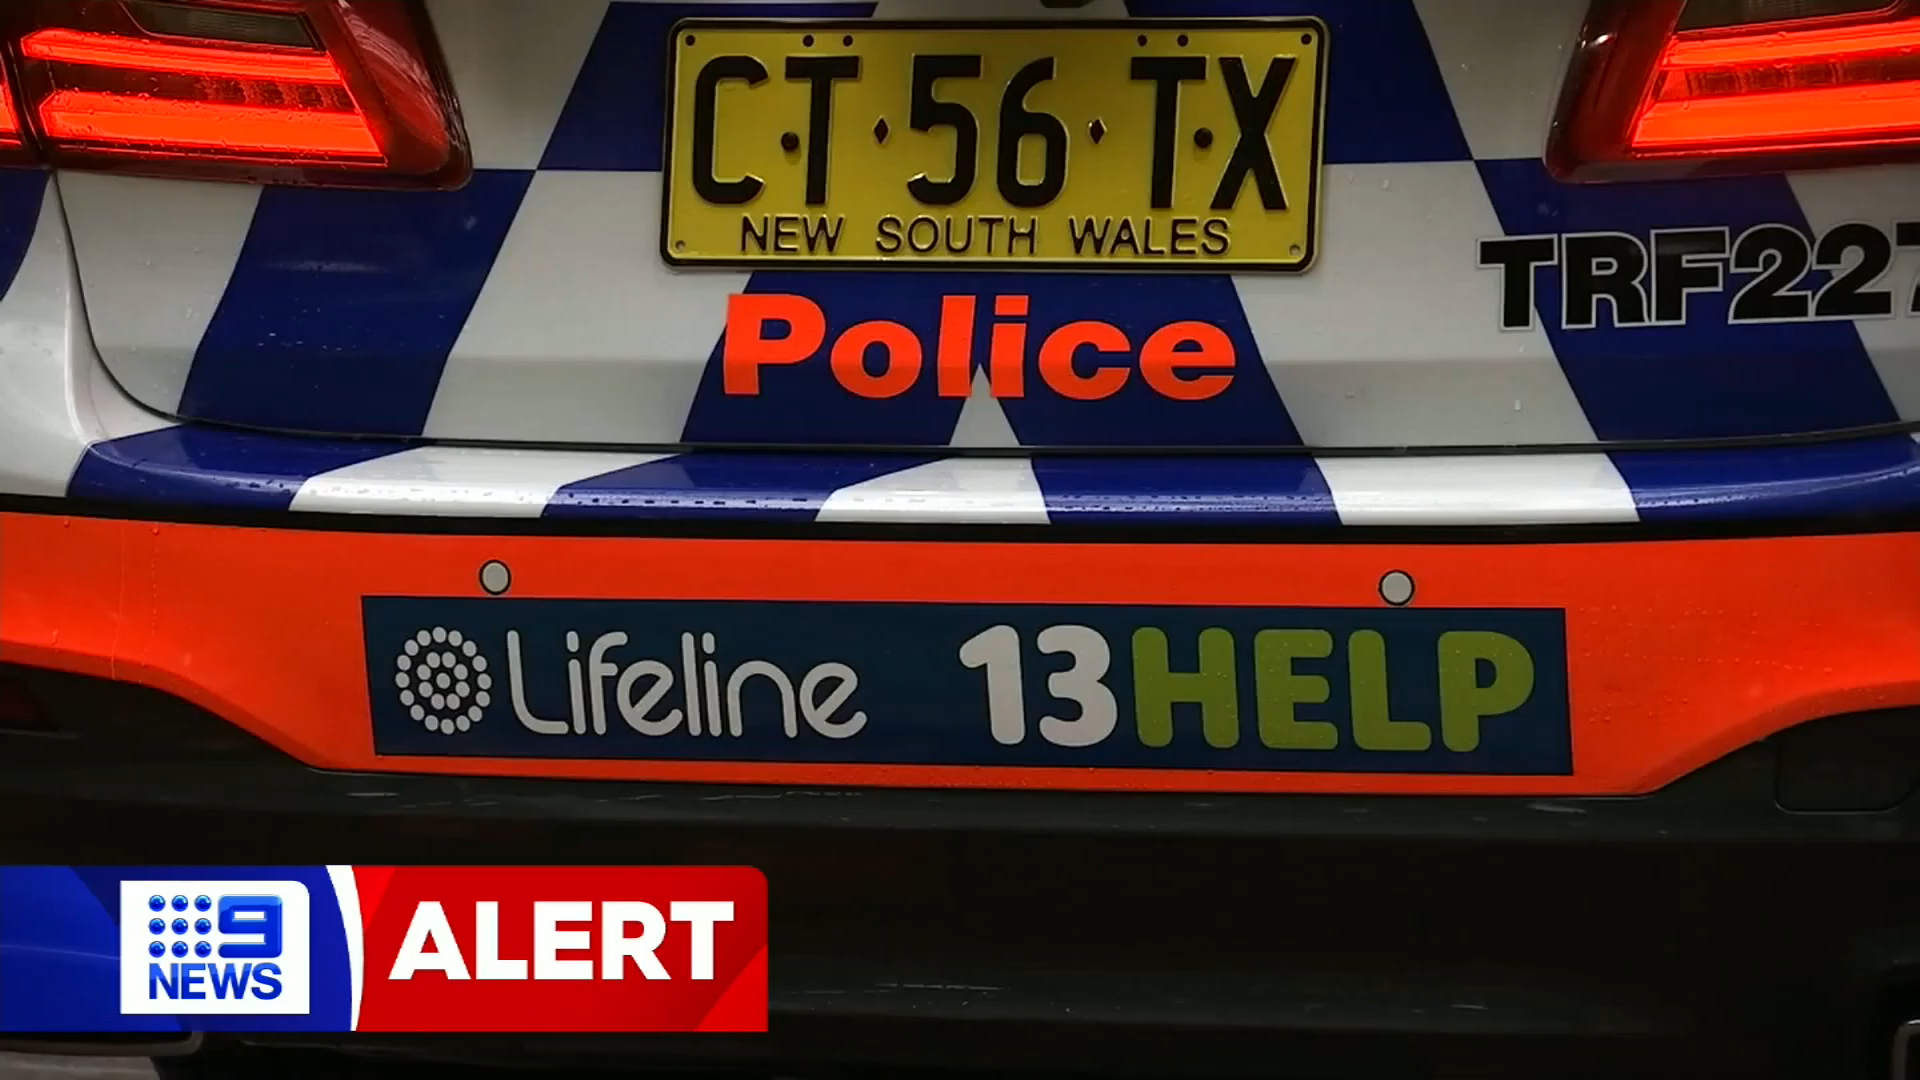 CT·56·TX
NEW SOUTH WALES
TRF227
Police
Lifeline 13HELP
9
NEWS
ALERT